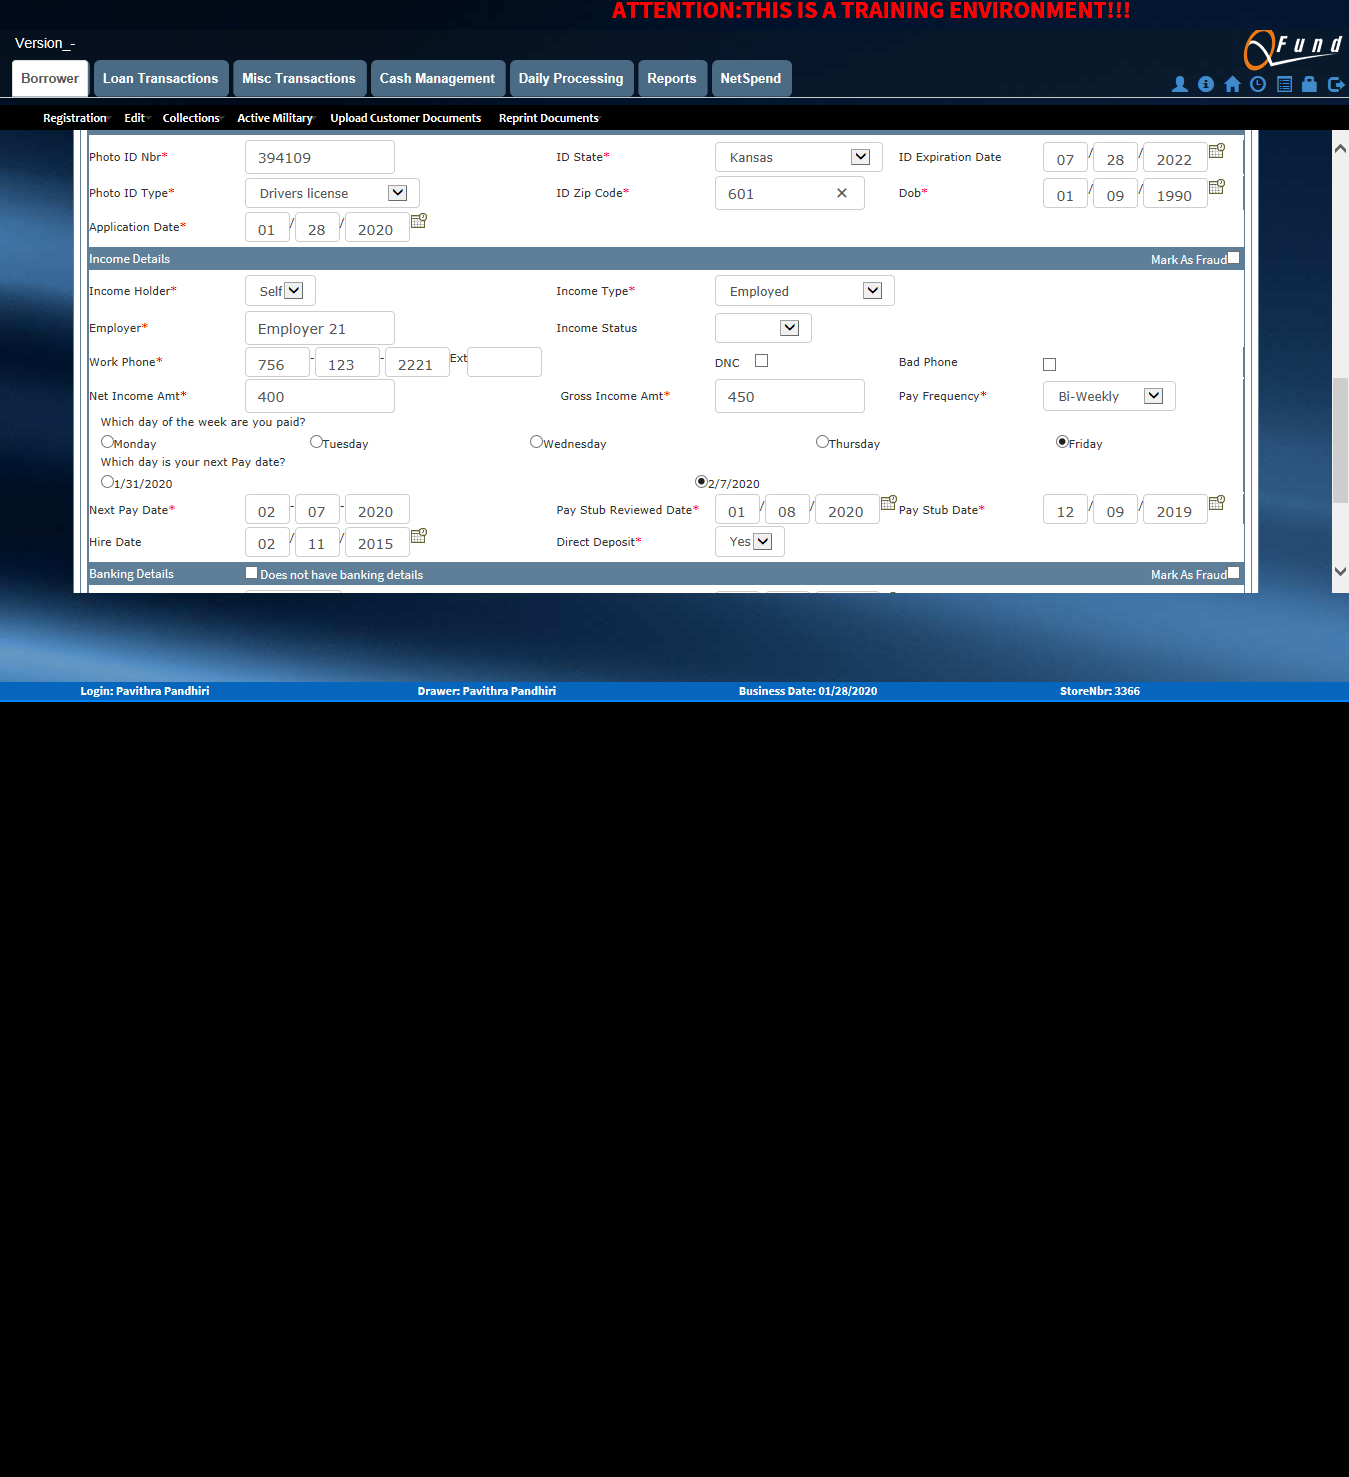 ATTENTION:THIS IS A TRAINING ENVIRONMENT!!!
Version_-
QFund
Borrower Loan Transactions Misc Transactions Cash Management Daily Processing Reports NetSpend
Registration Edit Collections Active Military Upload Customer Documents Reprint Documents
Photo ID Nbr* 394109 ID State* Kansas ID Expiration Date 07 / 28 / 2022
Photo ID Type* Drivers license ID Zip Code* 601 Dob* 01 / 09 / 1990
Application Date* 01 / 28 / 2020
Income Details Mark As Fraud
Income Holder* Self Income Type* Employed
Employer* Employer 21 Income Status
Work Phone* 756 - 123 - 2221 Ext DNC Bad Phone
Net Income Amt* 400 Gross Income Amt* 450 Pay Frequency* Bi-Weekly
Which day of the week are you paid?
Monday Tuesday Wednesday Thursday Friday
Which day is your next Pay date?
1/31/2020 2/7/2020
Next Pay Date* 02 - 07 - 2020 Pay Stub Reviewed Date* 01 / 08 / 2020 Pay Stub Date* 12 / 09 / 2019
Hire Date 02 / 11 / 2015 Direct Deposit* Yes
Banking Details Does not have banking details Mark As Fraud
Login: Pavithra Pandhiri Drawer: Pavithra Pandhiri Business Date: 01/28/2020 StoreNbr: 3366